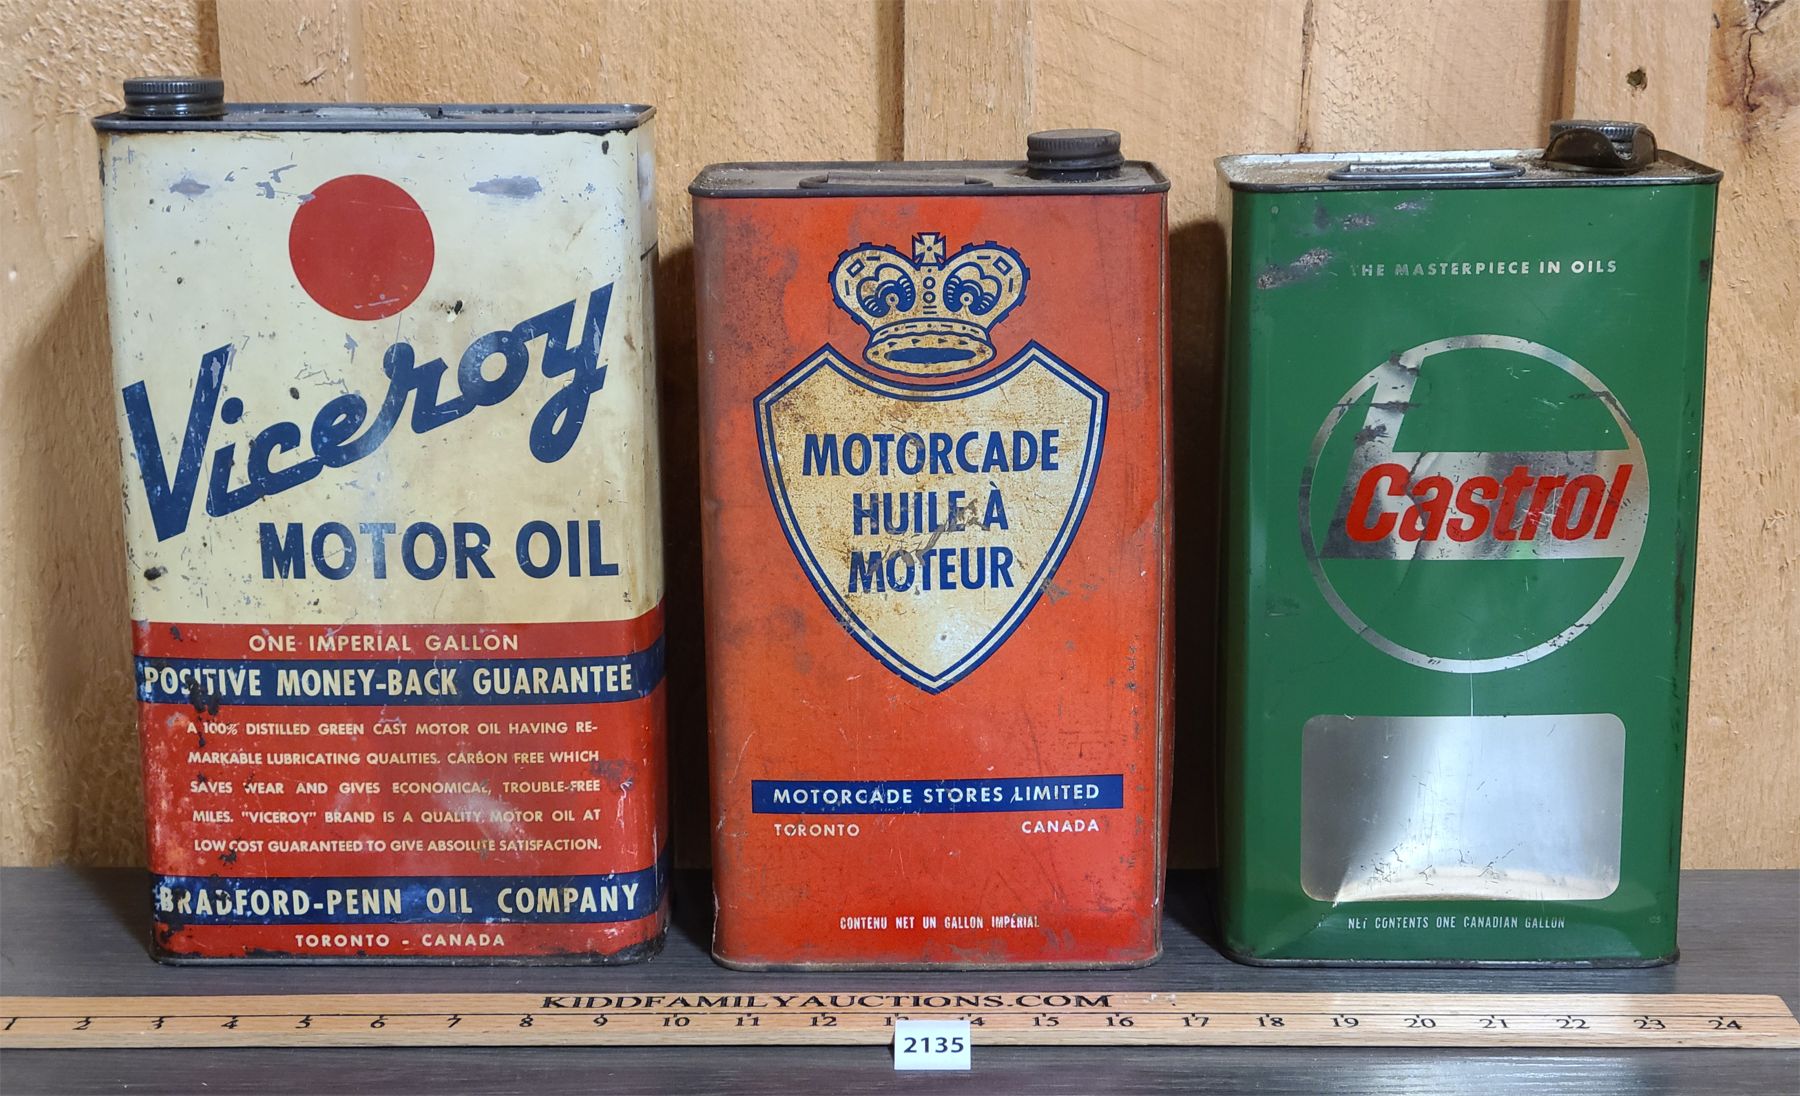 Viceroy
MOTOR OIL
ONE IMPERIAL GALLON
POSITIVE MONEY-BACK GUARANTEE
A 100% DISTILLED GREEN CAST MOTOR OIL HAVING RE-
MARKABLE LUBRICATING QUALITIES. CARBON FREE WHICH
SAVES WEAR AND GIVES ECONOMICAL, TROUBLE-FREE
MILES. "VICEROY" BRAND IS A QUALITY MOTOR OIL AT
LOW COST GUARANTEED TO GIVE ABSOLUTE SATISFACTION.
BRADFORD-PENN OIL COMPANY
TORONTO - CANADA
MOTORCADE
HUILE À
MOTEUR
MOTORCADE STORES LIMITED
TORONTO CANADA
CONTENU NET UN GALLON IMPÉRIAL
THE MASTERPIECE IN OILS
Castrol
NET CONTENTS ONE CANADIAN GALLON
KIDDFAMILYAUCTIONS.COM
1 2 3 4 5 6 7 8 9 10 11 12 13 14 15 16 17 18 19 20 21 22 23 24
2135